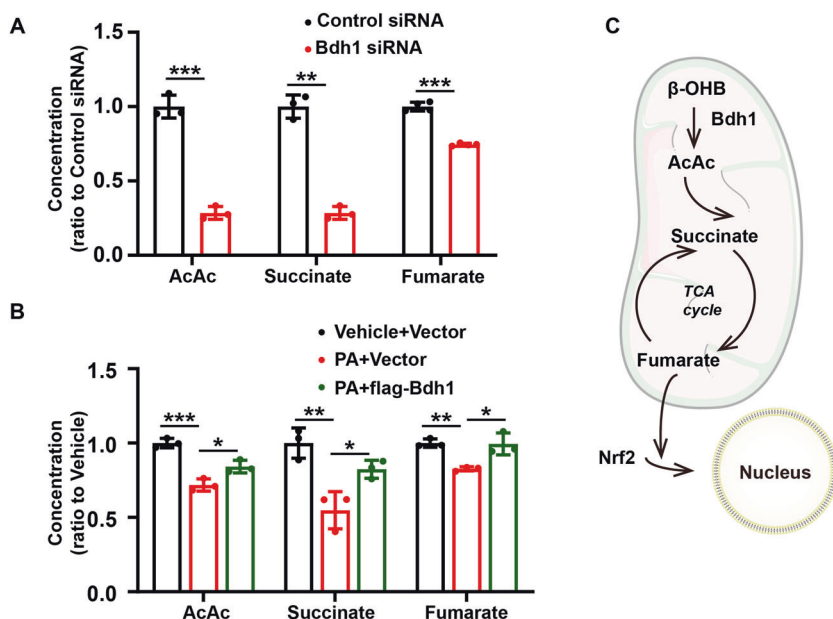 A
Control siRNA
Bdh1 siRNA
Concentration
(ratio to Control siRNA)
1.5
1.0
0.5
0.0
***
**
***
AcAc
Succinate
Fumarate
B
Vehicle+Vector
PA+Vector
PA+flag-Bdh1
Concentration
(ratio to Vehicle)
1.5
1.0
0.5
0.0
***
*
**
*
**
*
AcAc
Succinate
Fumarate
C
β-OHB
Bdh1
AcAc
Succinate
TCA
cycle
Fumarate
Nrf2
Nucleus